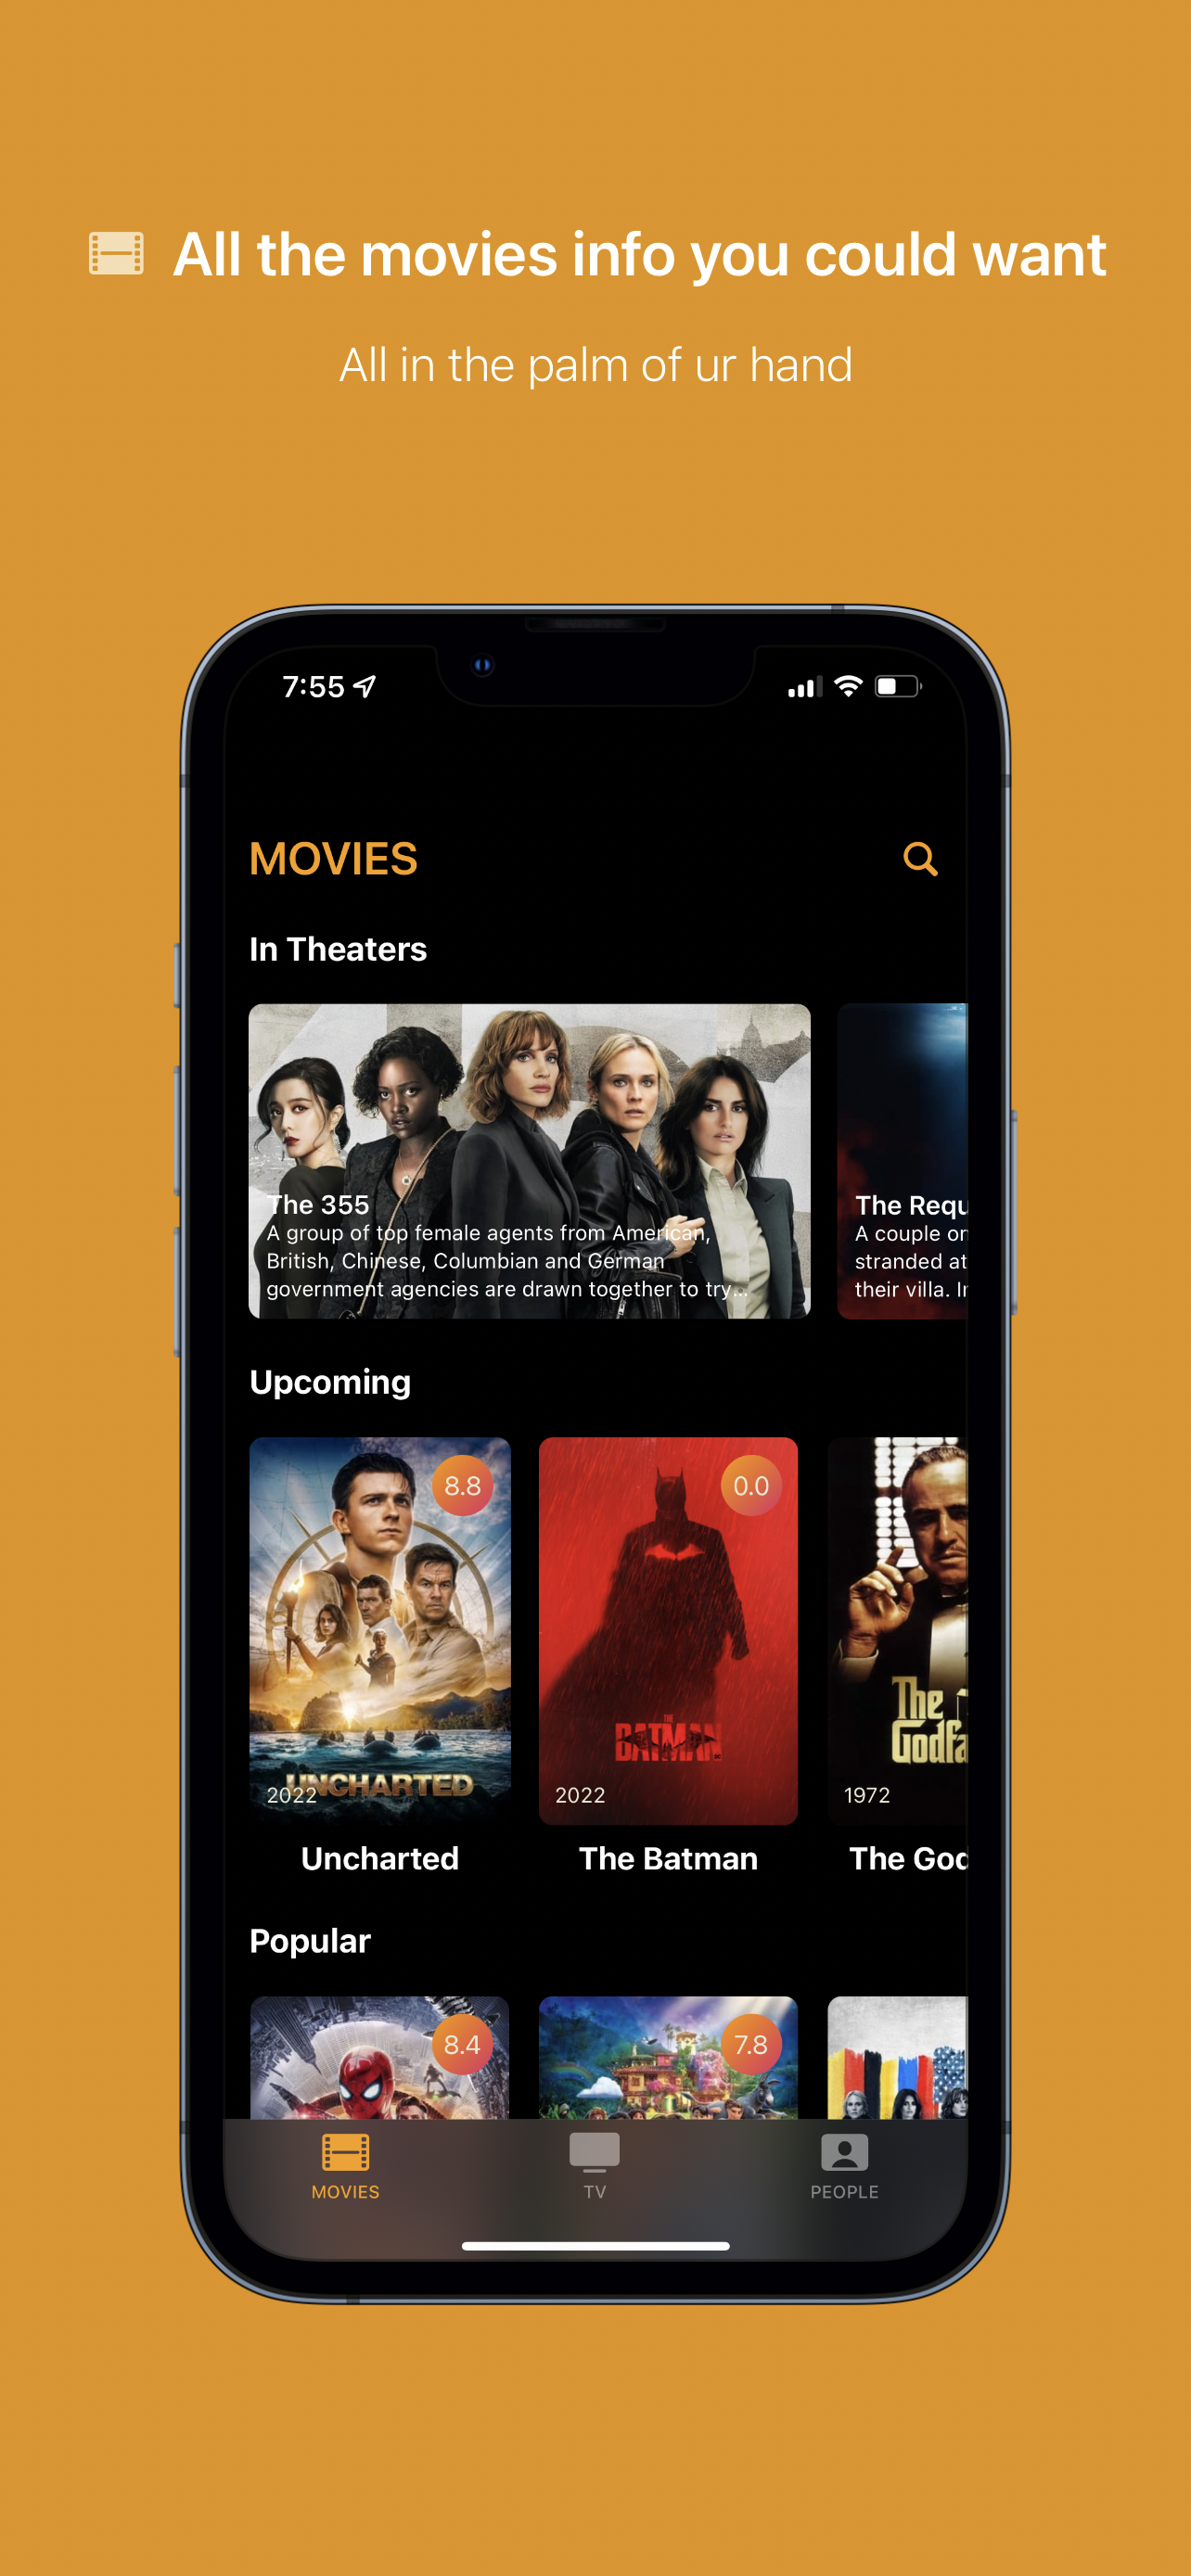 All the movies info you could want
All in the palm of ur hand
7:55
MOVIES
In Theaters
The 355
A group of top female agents from American,
British, Chinese, Columbian and German
government agencies are drawn together to try...
The Requ
A couple on
stranded at
their villa. In
Upcoming
8.8
UNCHARTED
2022
Uncharted
0.0
THE
BATMAN
2022
The Batman
The
Godfa
1972
The God
Popular
8.4
7.8
MOVIES
TV
PEOPLE